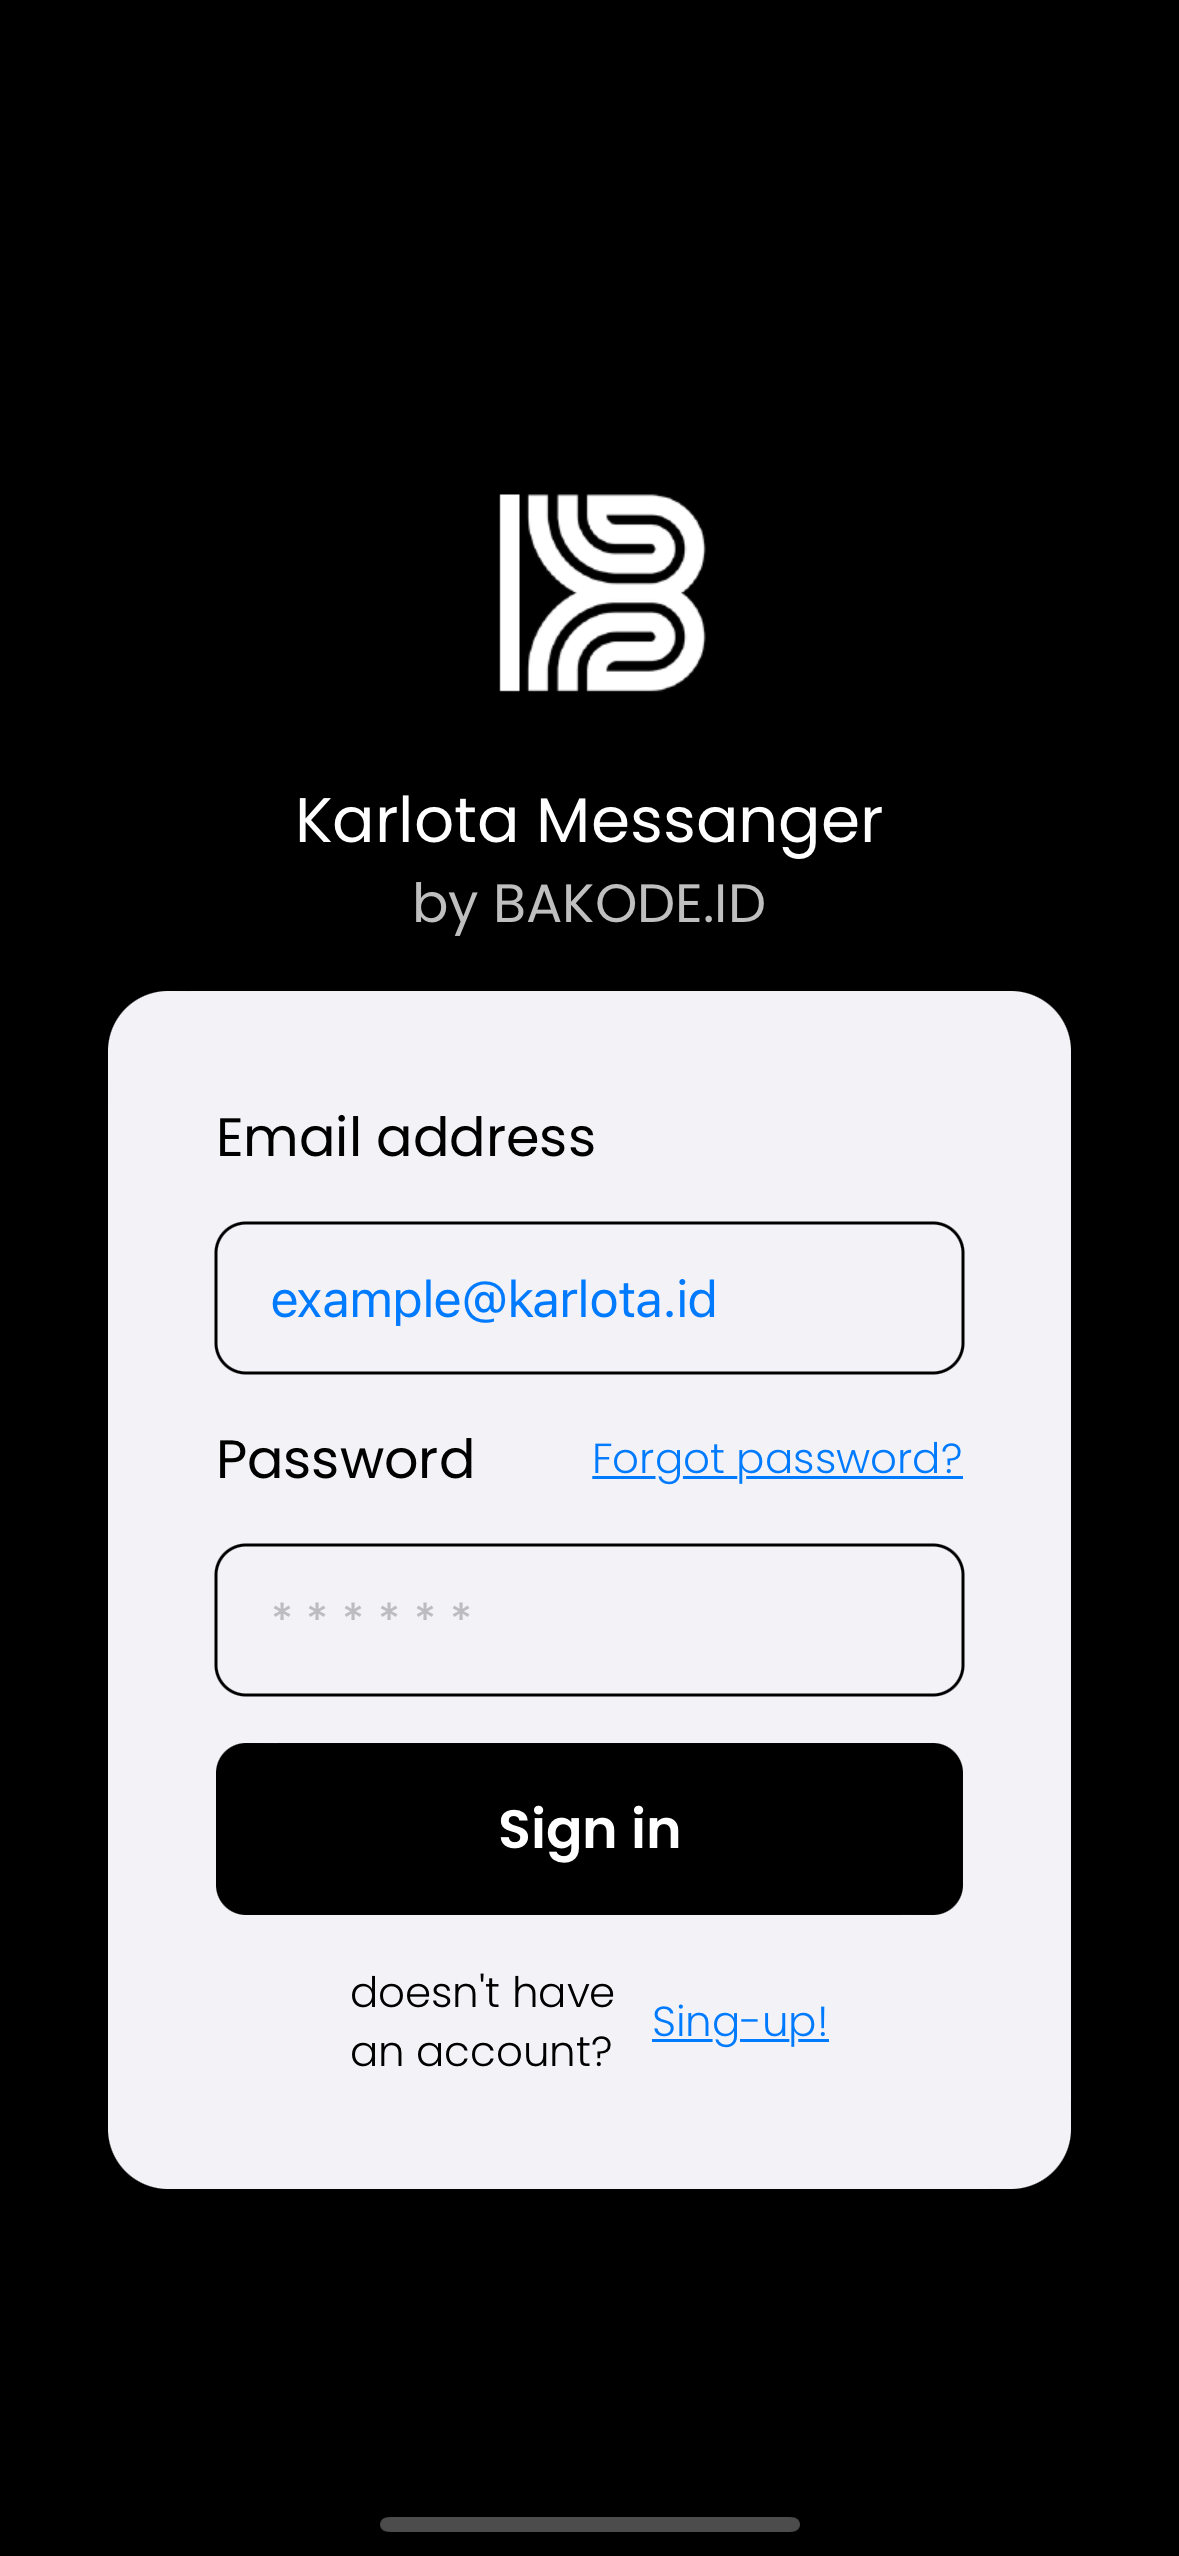 Karlota Messanger
by BAKODE.ID
Email address
example@karlota.id
Password Forgot password?
* * * * * *
Sign in
doesn't have
an account?
Sing-up!